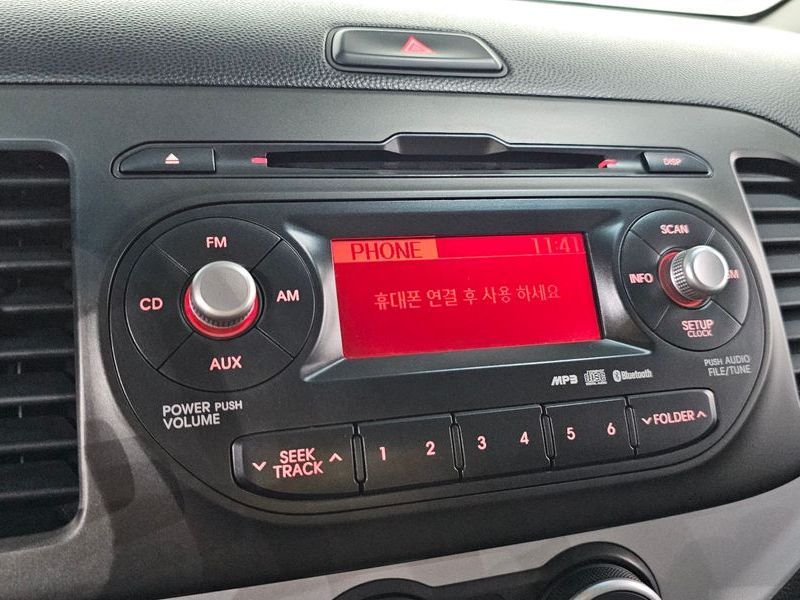 DISP
FM
CD
AM
AUX
POWER PUSH
VOLUME
PHONE 11:41
휴대폰 연결 후 사용 하세요
SCAN
INFO
SETUP
CLOCK
PUSH AUDIO
FILE/TUNE
MP3 Bluetooth
SEEK
TRACK
1 2 3 4 5 6
FOLDER